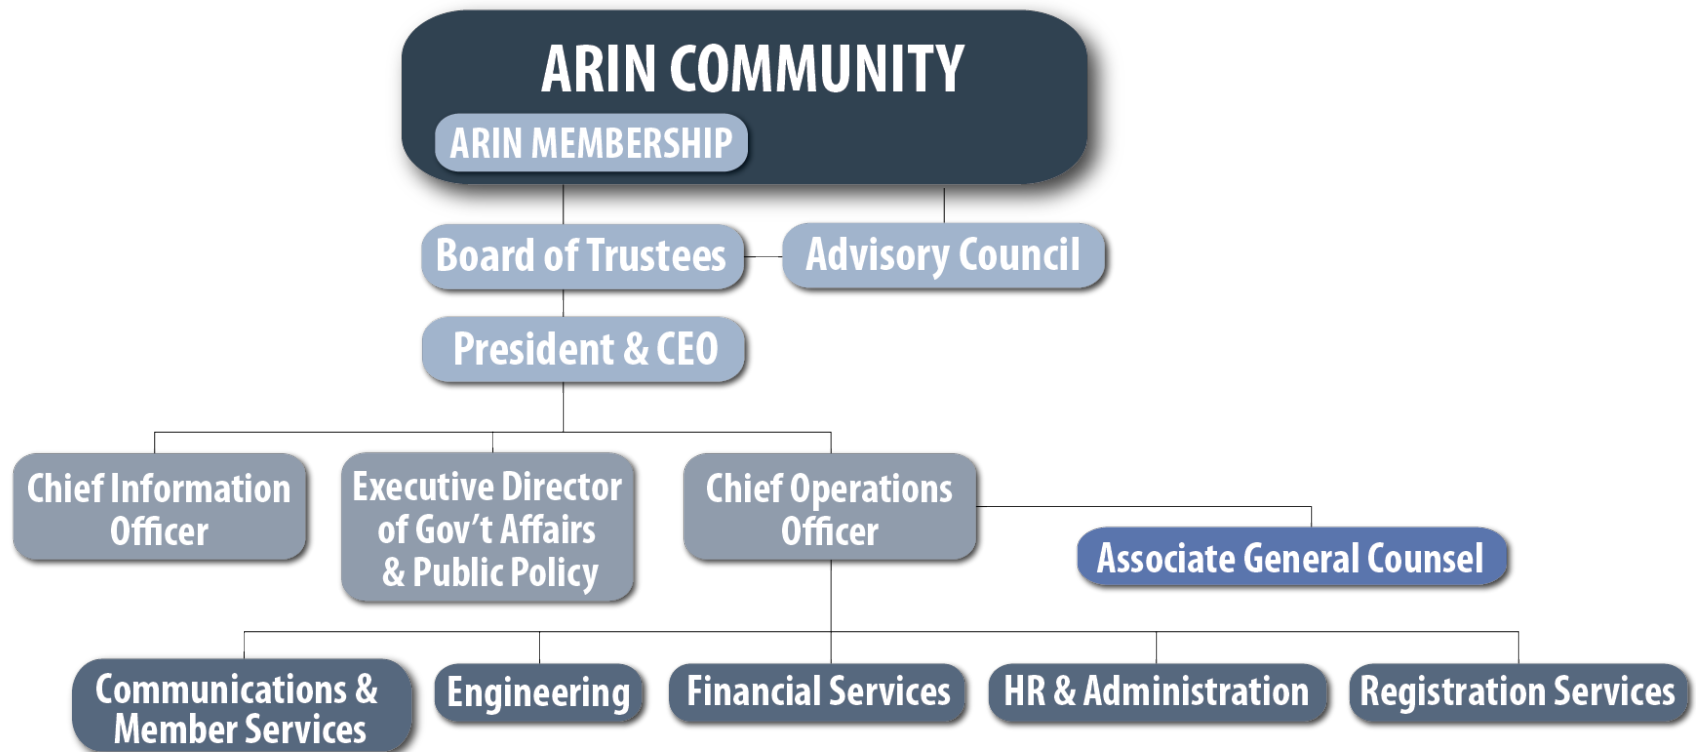 ARIN COMMUNITY
ARIN MEMBERSHIP
Board of Trustees
Advisory Council
President & CEO
Chief Information
Officer
Executive Director
of Gov’t Affairs
& Public Policy
Chief Operations
Officer
Associate General Counsel
Communications &
Member Services
Engineering
Financial Services
HR & Administration
Registration Services